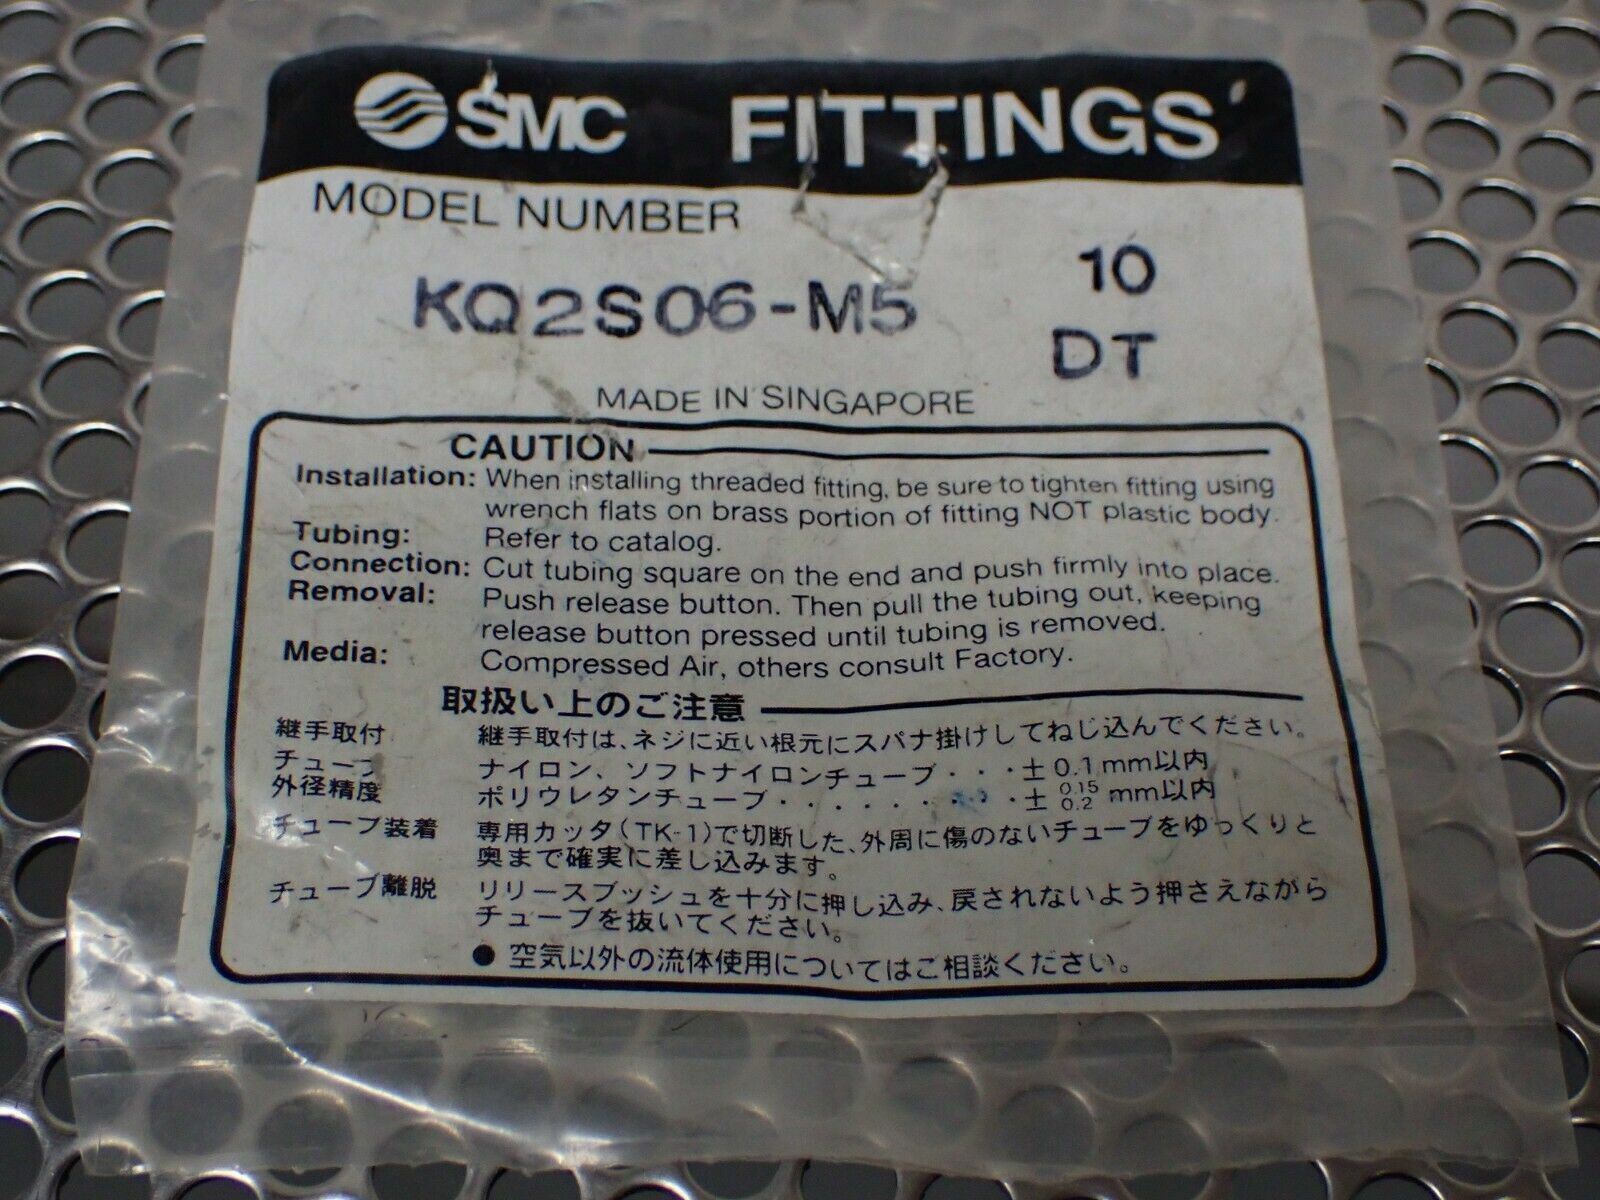 SMC FITTINGS
MODEL NUMBER
KQ2S06-M5
10
DT
MADE IN SINGAPORE
CAUTION
Installation: When installing threaded fitting, be sure to tighten fitting using
wrench flats on brass portion of fitting NOT plastic body.
Tubing: Refer to catalog.
Connection: Cut tubing square on the end and push firmly into place.
Removal: Push release button. Then pull the tubing out, keeping
release button pressed until tubing is removed.
Media: Compressed Air, others consult Factory.
取扱い上のご注意
継手取付 継手取付は、ネジに近い根元にスパナ掛けしてねじ込んでください。
チューブ ナイロン、ソフトナイロンチューブ・・・± 0.1mm以内
外径精度 ポリウレタンチューブ・・・・・・・・・・± 0.15 0.2 mm以内
チューブ装着 専用カッタ(TK-1)で切断した、外周に傷のないチューブをゆっくりと
奥まで確実に差し込みます。
チューブ離脱 リリースブッシュを十分に押し込み、戻されないよう押さえながら
チューブを抜いてください。
● 空気以外の流体使用についてはご相談ください。